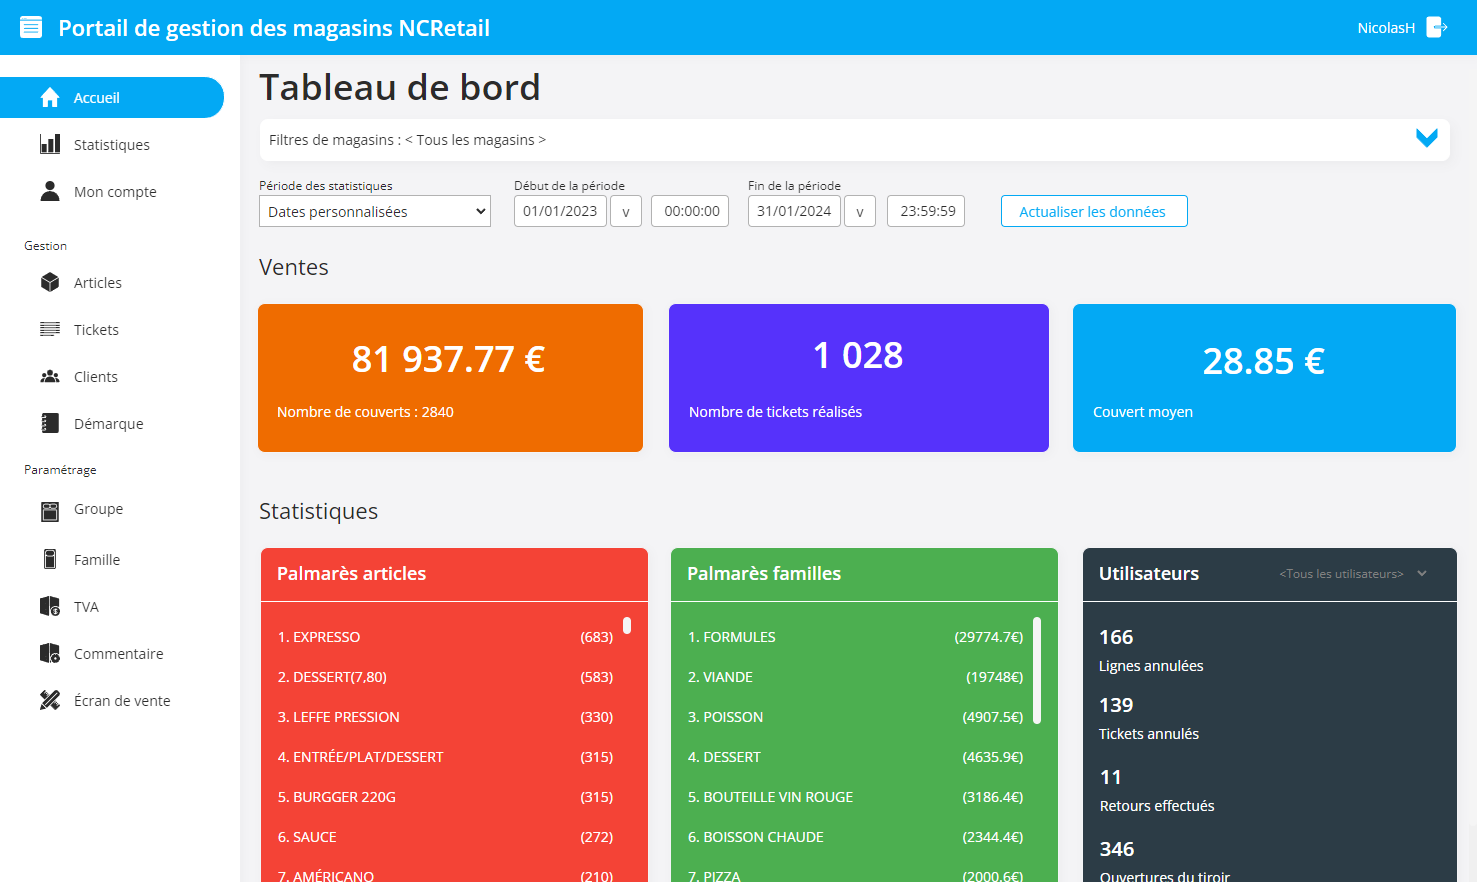 Portail de gestion des magasins NCRetail
NicolasH
Accueil
Statistiques
Mon compte
Gestion
Articles
Tickets
Clients
Démarque
Paramétrage
Groupe
Famille
TVA
Commentaire
Écran de vente
Tableau de bord
Filtres de magasins : < Tous les magasins >
Période des statistiques
Dates personnalisées
Début de la période
01/01/2023 v 00:00:00
Fin de la période
31/01/2024 v 23:59:59
Actualiser les données
Ventes
81 937.77 €
Nombre de couverts : 2840
1 028
Nombre de tickets réalisés
28.85 €
Couvert moyen
Statistiques
Palmarès articles
1. EXPRESSO (683)
2. DESSERT(7,80) (583)
3. LEFFE PRESSION (330)
4. ENTRÉE/PLAT/DESSERT (315)
5. BURGGER 220G (315)
6. SAUCE (272)
7. AMÉRICANO (210)
Palmarès familles
1. FORMULES (29774.7€)
2. VIANDE (19748€)
3. POISSON (4907.5€)
4. DESSERT (4635.9€)
5. BOUTEILLE VIN ROUGE (3186.4€)
6. BOISSON CHAUDE (2344.4€)
7. PIZZA (2000.6€)
Utilisateurs
<Tous les utilisateurs>
166
Lignes annulées
139
Tickets annulés
11
Retours effectués
346
Ouvertures du tiroir